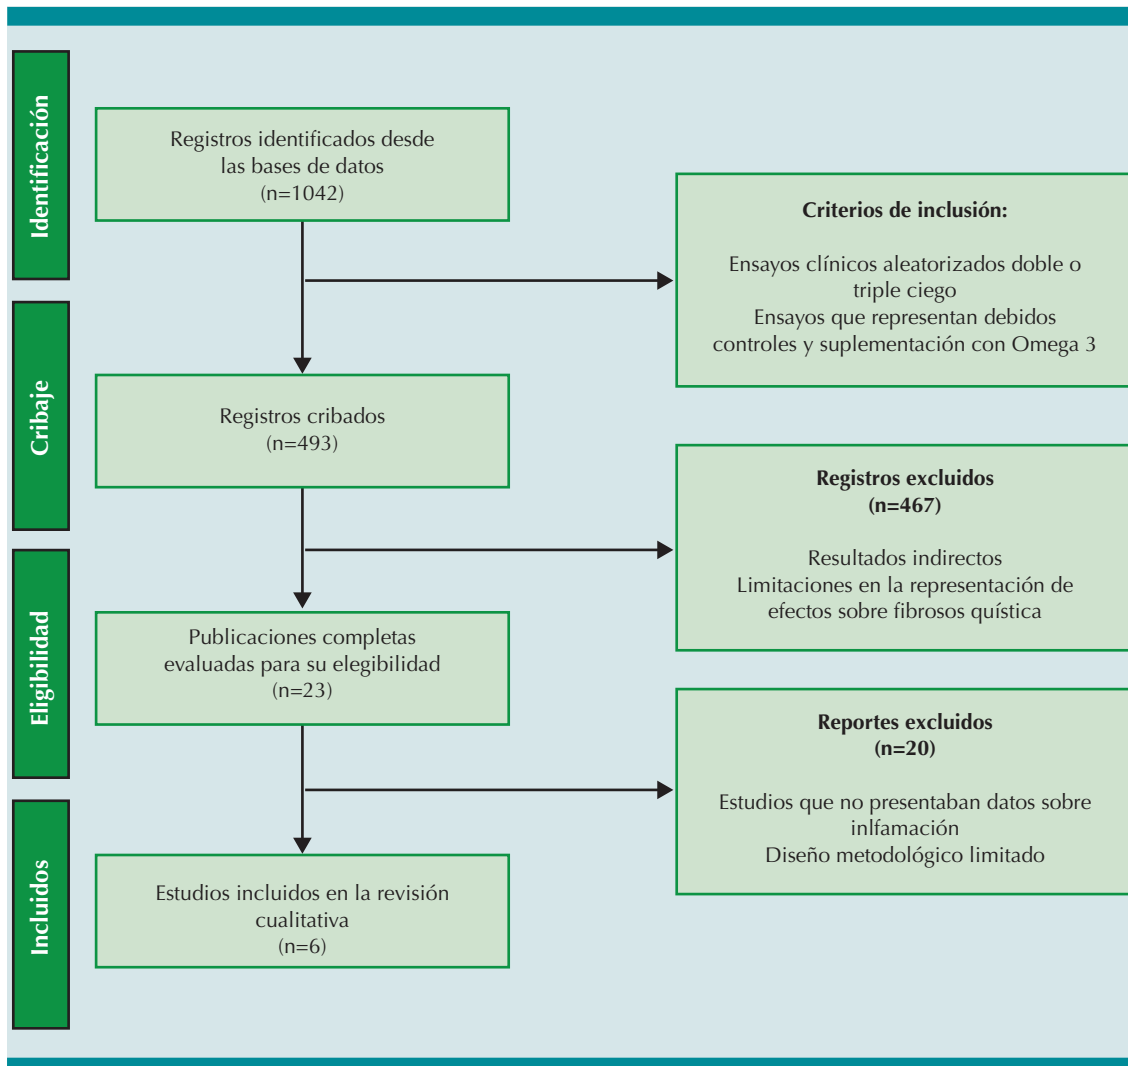 Identificación
Registros identificados desde
las bases de datos
(n=1042)
Criterios de inclusión:
Ensayos clínicos aleatorizados doble o
triple ciego
Ensayos que representan debidos
controles y suplementación con Omega 3
Cribaje
Registros cribados
(n=493)
Registros excluidos
(n=467)
Resultados indirectos
Limitaciones en la representación de
efectos sobre fibrosos quística
Eligibilidad
Publicaciones completas
evaluadas para su elegibilidad
(n=23)
Reportes excluidos
(n=20)
Estudios que no presentaban datos sobre
inlfamación
Diseño metodológico limitado
Incluidos
Estudios incluidos en la revisión
cualitativa
(n=6)